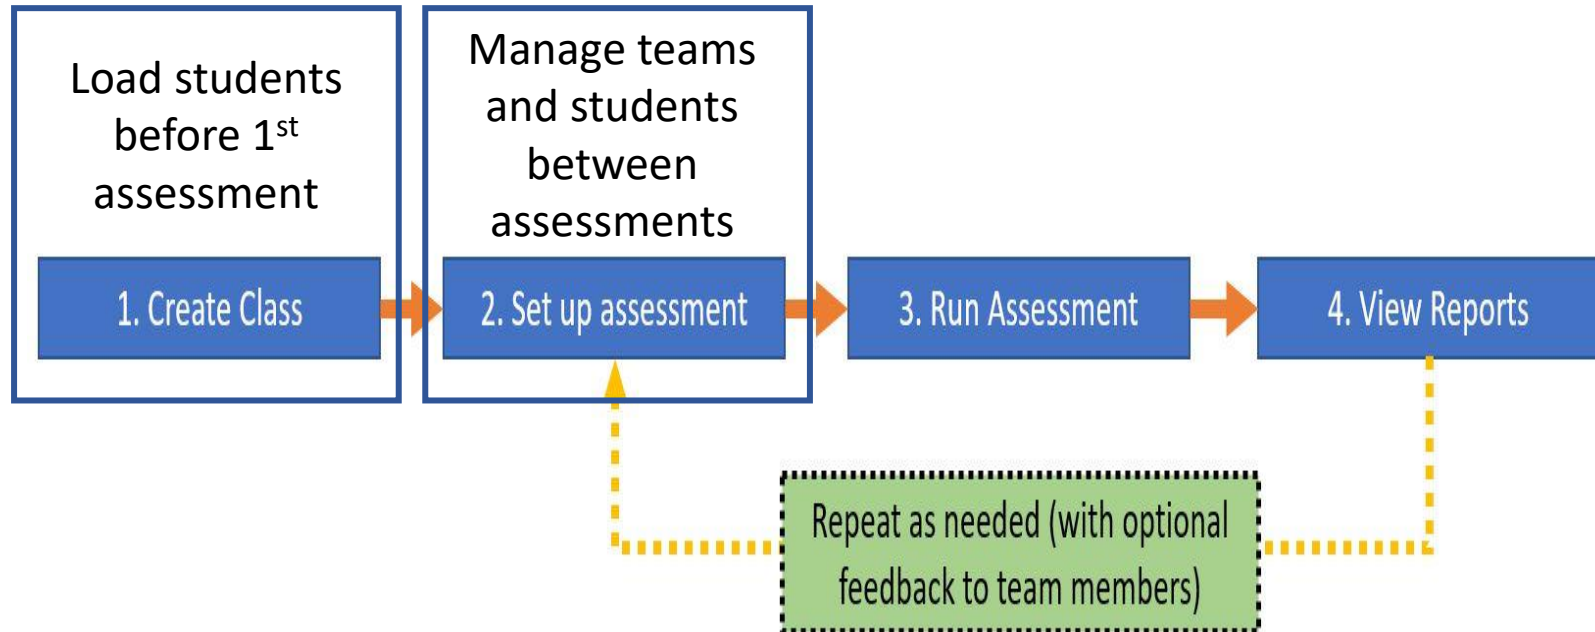 Load students
before 1st
assessment
Manage teams
and students
between
assessments
1. Create Class
2. Set up assessment
3. Run Assessment
4. View Reports
Repeat as needed (with optional
feedback to team members)